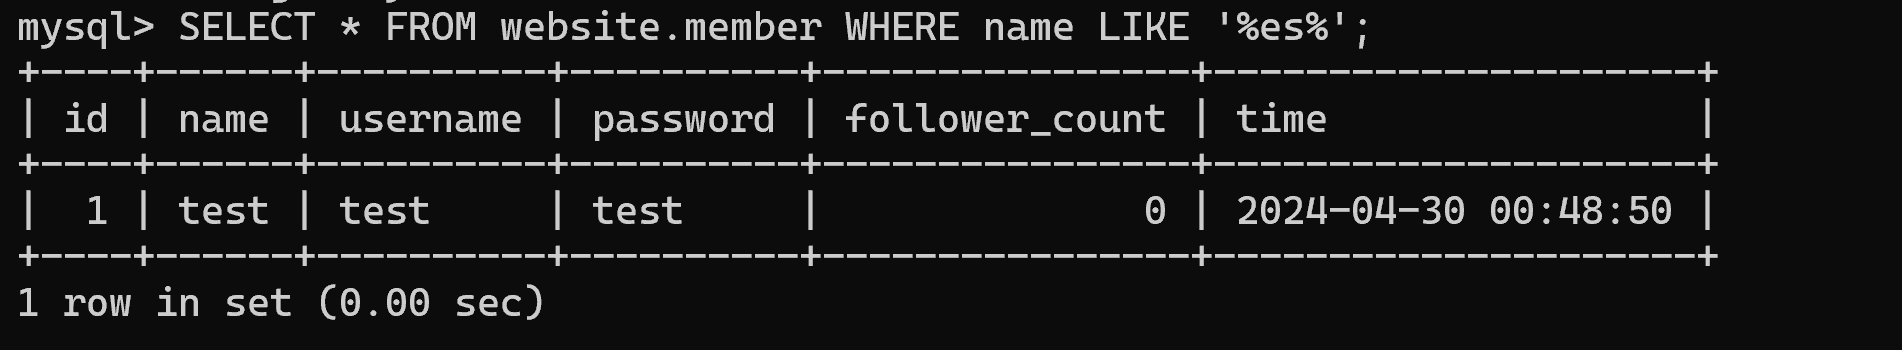 mysql> SELECT * FROM website.member WHERE name LIKE '%es%';
+----+------+----------+----------+----------------+---------------------+
| id | name | username | password | follower_count | time                |
+----+------+----------+----------+----------------+---------------------+
|  1 | test | test     | test     |              0 | 2024-04-30 00:48:50 |
+----+------+----------+----------+----------------+---------------------+
1 row in set (0.00 sec)